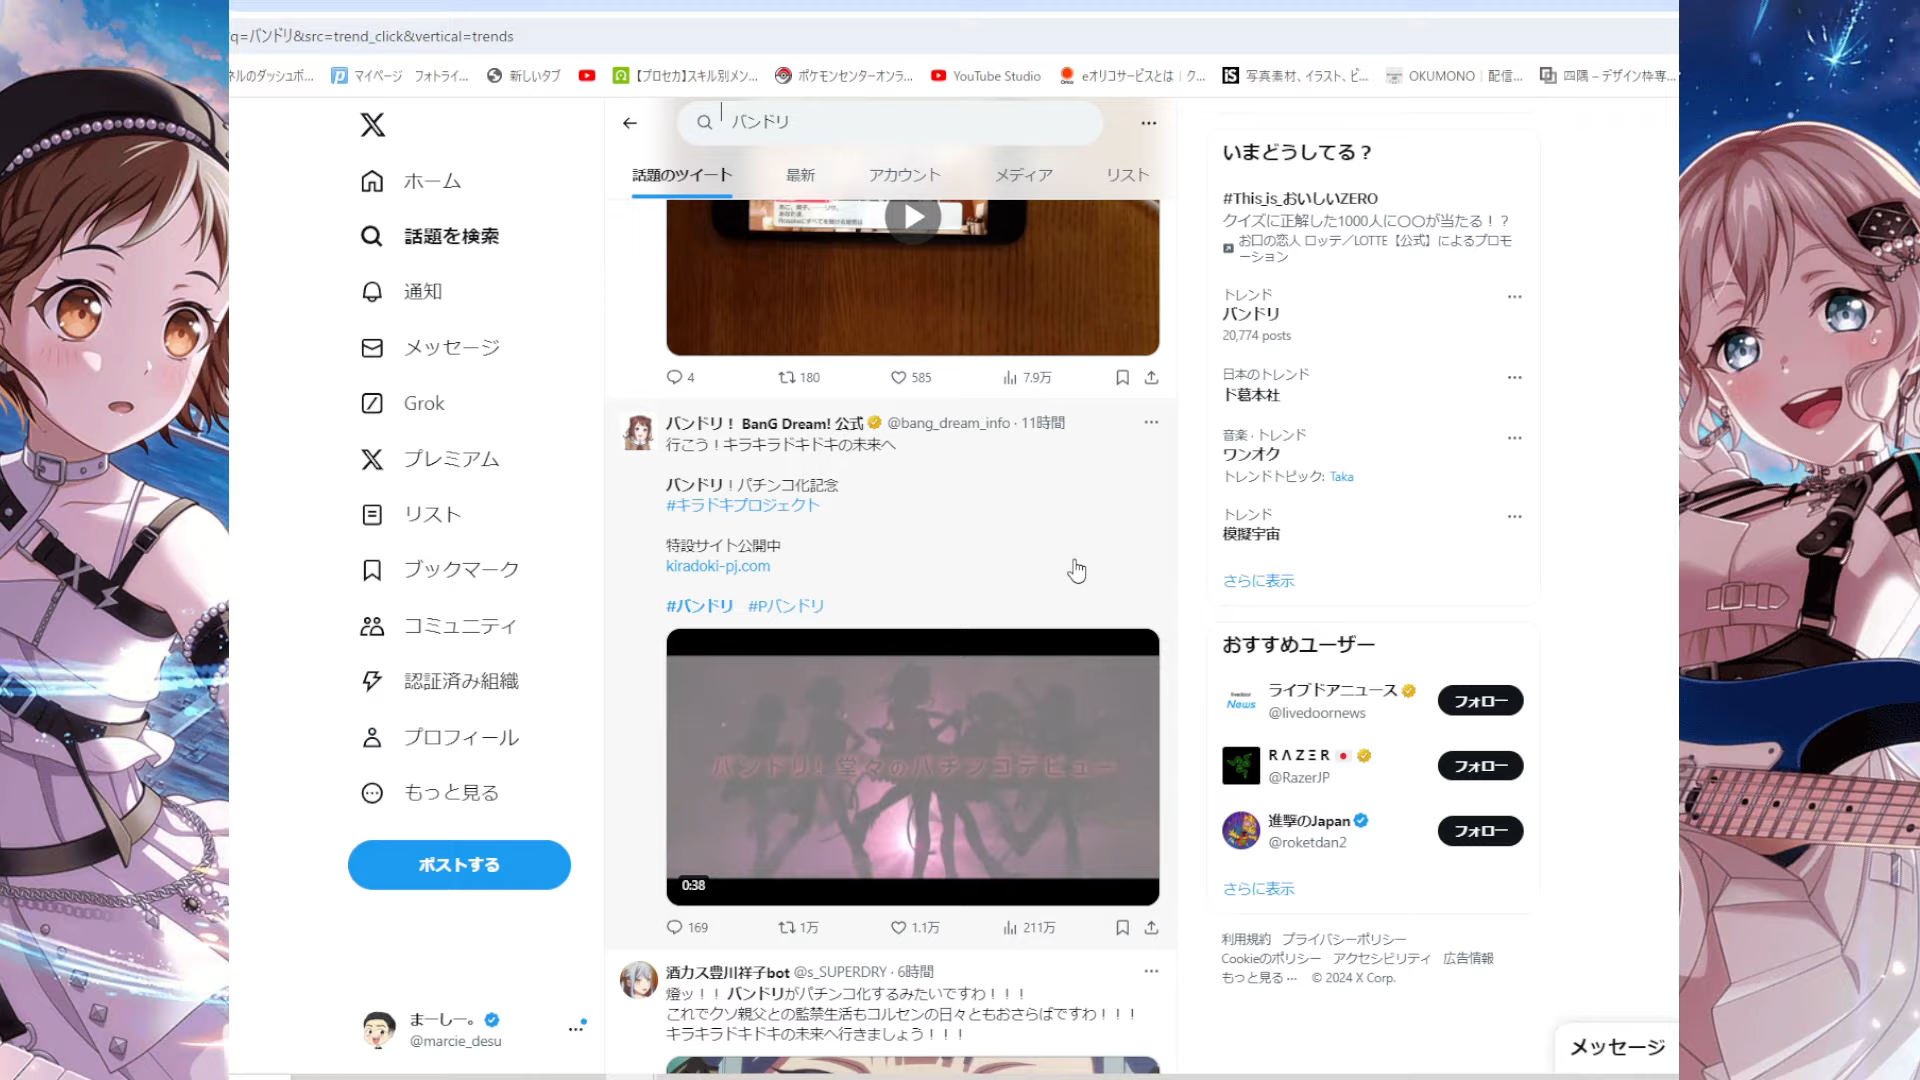 q=バンドリ&src=trend_click&vertical=trends
ネルのダッシュボ...
マイページ フォトライ...
新しいタブ
【プロセカ】スキル別メン...
ポケモンセンターオンラ...
YouTube Studio
eオリコサービスとは | ク...
写真素材、イラスト、ビ...
OKUMONO | 配信...
四隅 – デザイン枠専...
ホーム
話題を検索
通知
メッセージ
Grok
プレミアム
リスト
ブックマーク
コミュニティ
認証済み組織
プロフィール
もっと見る
ポストする
まーしー。
@marcie_desu
バンドリ
話題のツイート
最新
アカウント
メディア
リスト
4
180
585
7.9万
バンドリ！ BanG Dream! 公式 @bang_dream_info · 11時間
行こう！キラキラドキドキの未来へ
バンドリ！パチンコ化記念
#キラドキプロジェクト
特設サイト公開中
kiradoki-pj.com
#バンドリ #Pバンドリ
バンドリ! 堂々のパチンコデビュー
0:38
169
1万
1.1万
211万
酒カス豊川祥子bot @s_SUPERDRY · 6時間
燈ッ！！バンドリがパチンコ化するみたいですわ！！！
これでクソ親父との監禁生活もコルセンの日々ともおさらばですわ！！！
キラキラドキドキの未来へ行きましょう！！！
いまどうしてる？
#This_is_おいしいZERO
クイズに正解した1000人に〇〇が当たる！？
お口の恋人 ロッテ／LOTTE【公式】によるプロモ
ーション
トレンド
バンドリ
20,774 posts
日本のトレンド
ド葛本社
音楽 · トレンド
ワンオク
トレンドトピック: Taka
トレンド
模擬宇宙
さらに表示
おすすめユーザー
livedoor
News
ライブドアニュース
@livedoornews
フォロー
RΛZΞR
@RazerJP
フォロー
進撃のJapan
@roketdan2
フォロー
さらに表示
利用規約 プライバシーポリシー
Cookieのポリシー アクセシビリティ 広告情報
もっと見る ··· © 2024 X Corp.
メッセージ